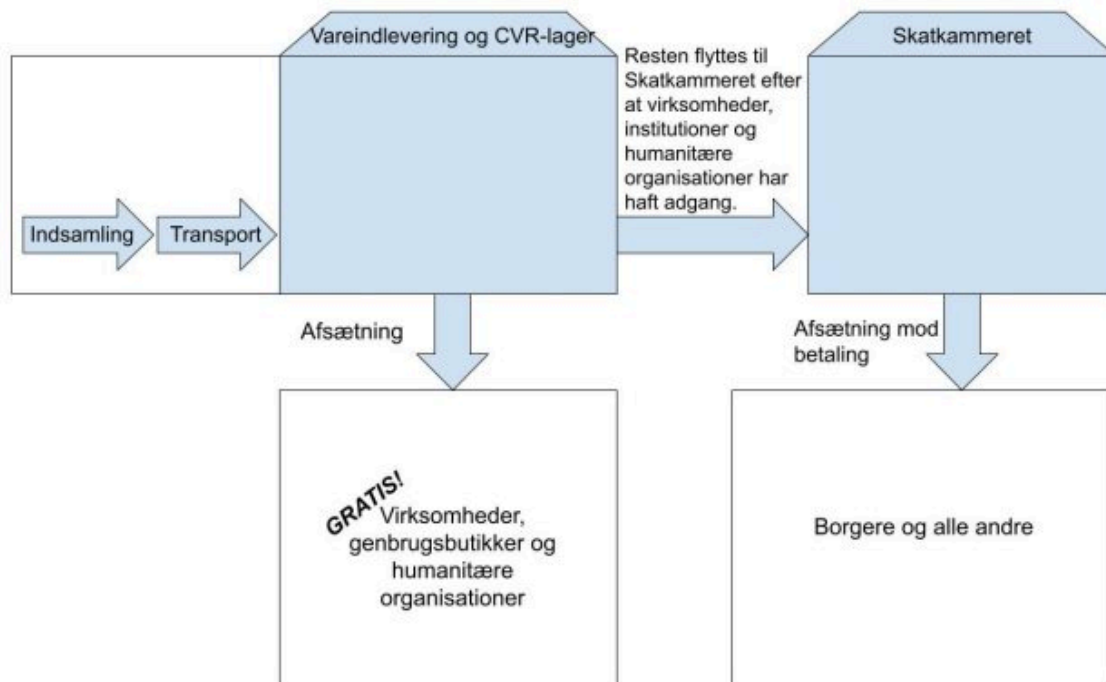 Vareindlevering og CVR-lager
Skatkammeret
Resten flyttes til
Skatkammeret efter
at virksomheder,
institutioner og
humanitære
organisationer har
haft adgang.
Indsamling
Transport
Afsætning
Afsætning mod
betaling
GRATIS!
Virksomheder,
genbrugsbutikker og
humanitære
organisationer
Borgere og alle andre